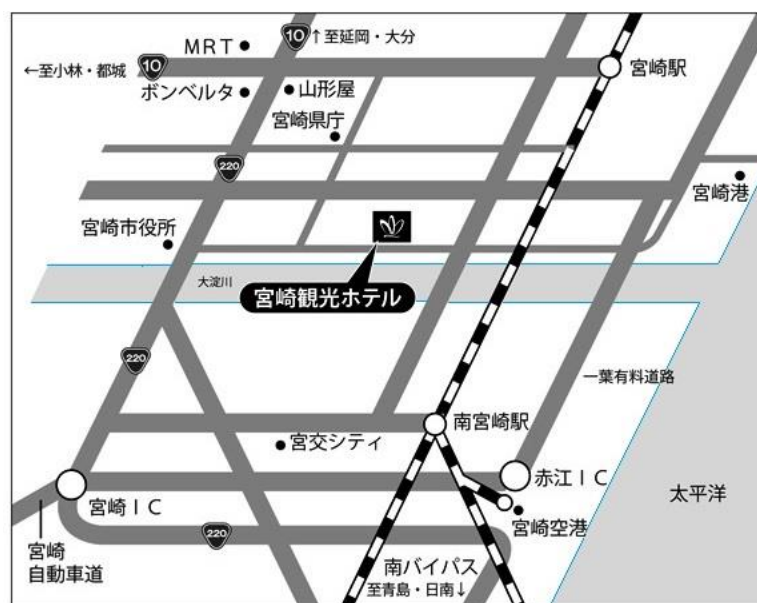 10
↑至延岡・大分
MRT
10
←至小林・都城
ボンベルタ
山形屋
宮崎駅
宮崎県庁
220
宮崎港
宮崎市役所
大淀川
宮崎観光ホテル
220
一葉有料道路
南宮崎駅
宮交シティ
赤江IC
太平洋
宮崎IC
宮崎空港
220
宮崎
自動車道
南バイパス
至青島・日南↓